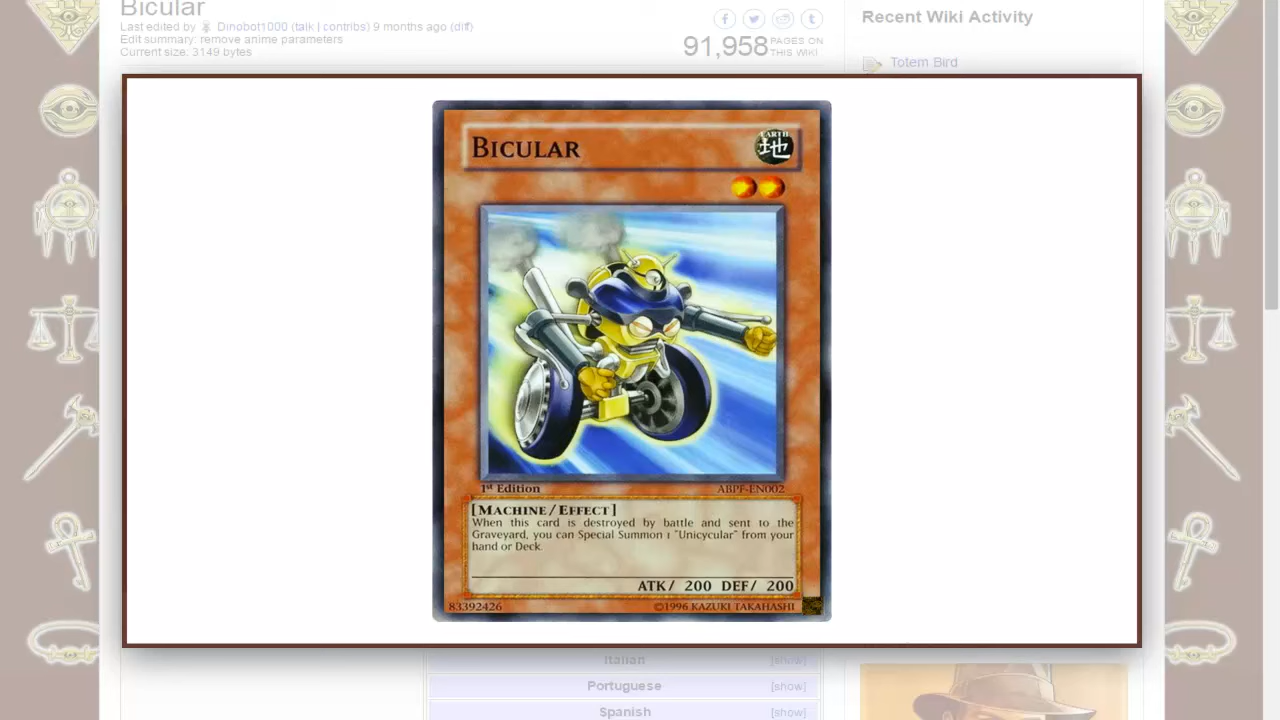 Bicular
Last edited by Dinobot1000 (talk | contribs) 9 months ago (diff)
Edit summary: remove anime parameters
Current size: 3149 bytes
91,958 PAGES ON THIS WIKI
Recent Wiki Activity
Totem Bird
BICULAR
EARTH
地
1st Edition
ABPF-EN002
[MACHINE/EFFECT]
When this card is destroyed by battle and sent to the
Graveyard, you can Special Summon 1 "Unicycular" from your
hand or Deck.
ATK/ 200 DEF/ 200
83392426
©1996 KAZUKI TAKAHASHI
Italian [show]
Portuguese [show]
Spanish [show]